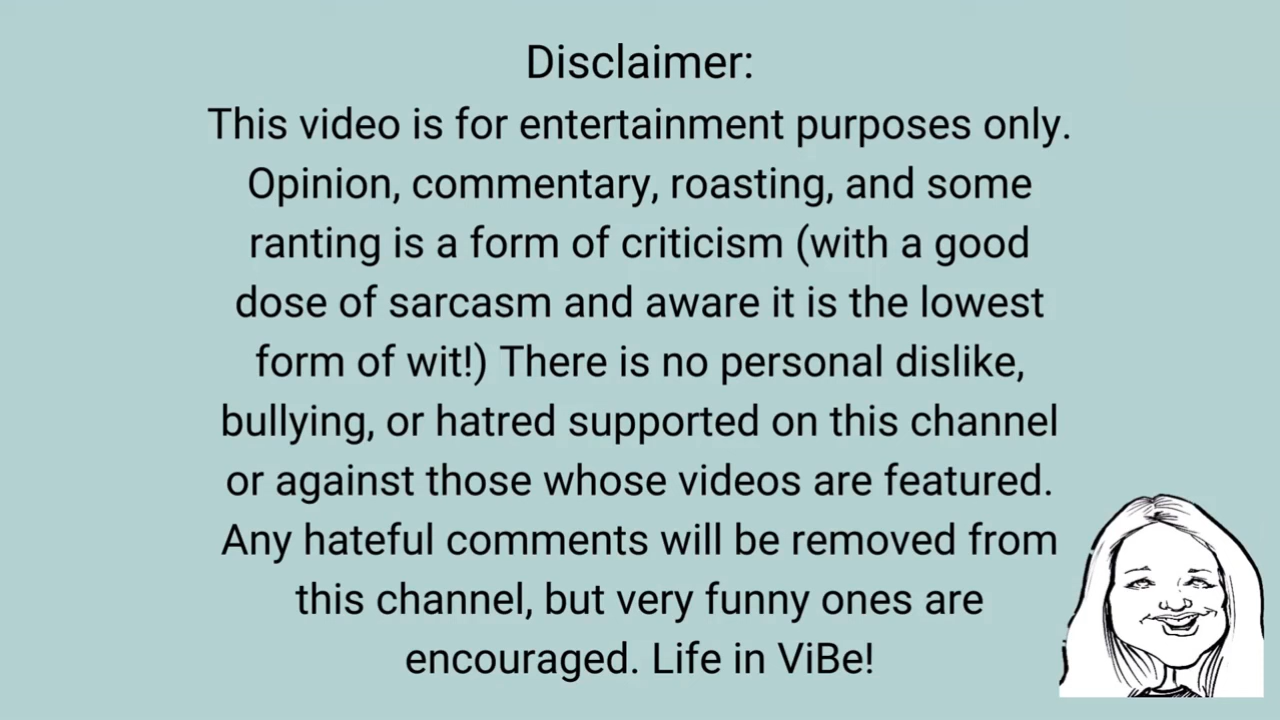 Disclaimer:
This video is for entertainment purposes only.
Opinion, commentary, roasting, and some
ranting is a form of criticism (with a good
dose of sarcasm and aware it is the lowest
form of wit!) There is no personal dislike,
bullying, or hatred supported on this channel
or against those whose videos are featured.
Any hateful comments will be removed from
this channel, but very funny ones are
encouraged. Life in ViBe!